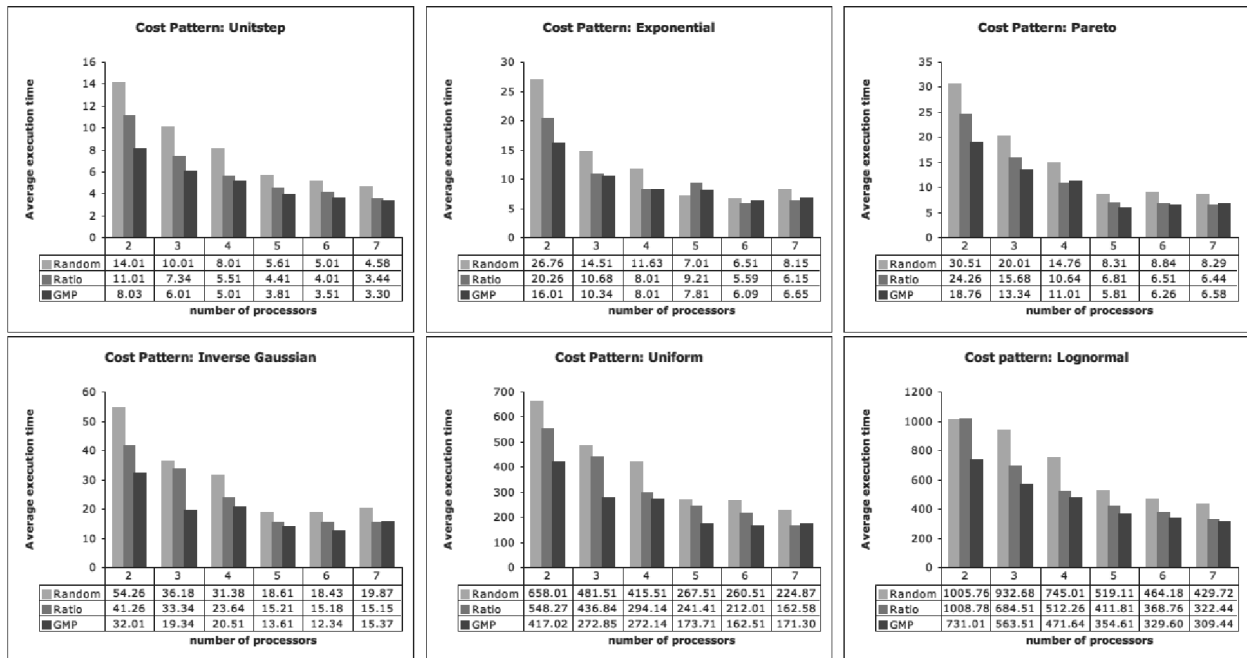 Cost Pattern: Unitstep
Average execution time
16
14
12
10
8
6
4
2
0
2 3 4 5 6 7
Random 14.01 10.01 8.01 5.61 5.01 4.58
Ratio 11.01 7.34 5.51 4.41 4.01 3.44
GMP 8.03 6.01 5.01 3.81 3.51 3.30
number of processors
Cost Pattern: Exponential
Average execution time
30
25
20
15
10
5
0
2 3 4 5 6 7
Random 26.76 14.51 11.63 7.01 6.51 8.15
Ratio 20.26 10.68 8.01 9.21 5.59 6.15
GMP 16.01 10.34 8.01 7.81 6.09 6.65
number of processors
Cost Pattern: Pareto
Average execution time
35
30
25
20
15
10
5
0
2 3 4 5 6 7
Random 30.51 20.01 14.76 8.31 8.84 8.29
Ratio 24.26 15.68 10.64 6.81 6.51 6.44
GMP 18.76 13.34 11.01 5.81 6.26 6.58
number of processors
Cost Pattern: Inverse Gaussian
Average execution time
60
50
40
30
20
10
0
2 3 4 5 6 7
Random 54.26 36.18 31.38 18.61 18.43 19.87
Ratio 41.26 33.34 23.64 15.21 15.18 15.15
GMP 32.01 19.34 20.51 13.61 12.34 15.37
number of processors
Cost Pattern: Uniform
Average execution time
700
600
500
400
300
200
100
0
2 3 4 5 6 7
Random 658.01 481.51 415.51 267.51 260.51 224.87
Ratio 548.27 436.84 294.14 241.41 212.01 162.58
GMP 417.02 272.85 272.14 173.71 162.51 171.30
number of processors
Cost pattern: Lognormal
Average execution time
1200
1000
800
600
400
200
0
2 3 4 5 6 7
Random 1005.76 932.68 745.01 519.11 464.18 429.72
Ratio 1008.78 684.51 512.26 411.81 368.76 322.44
GMP 731.01 563.51 471.64 354.61 329.60 309.44
number of processors